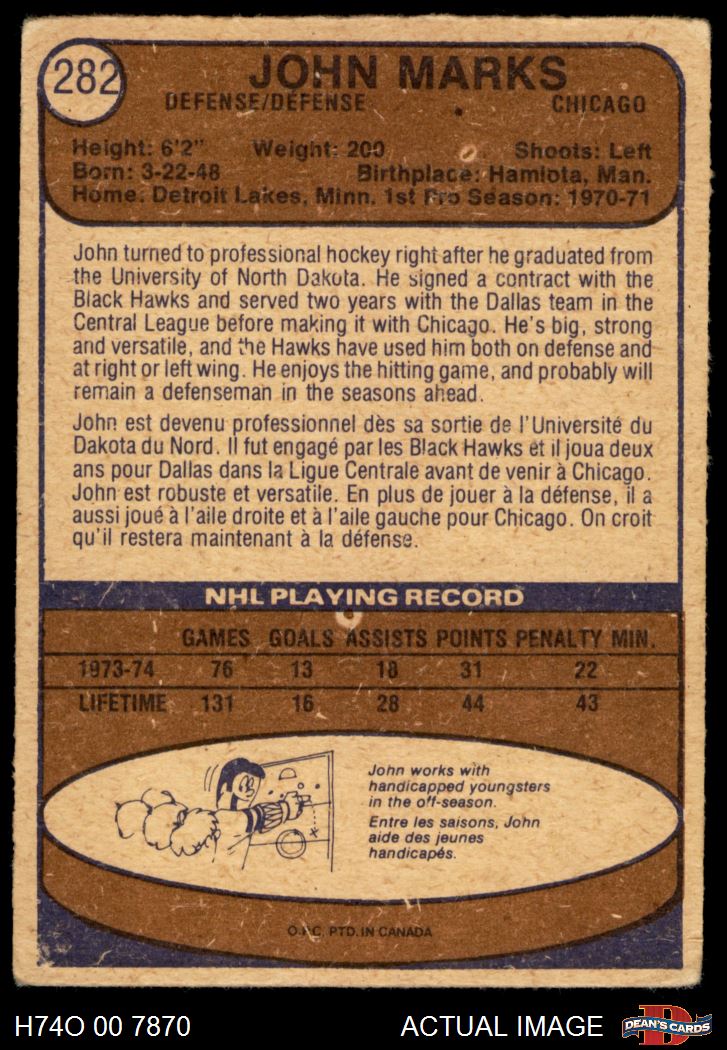 282
JOHN MARKS
DEFENSE/DÉFENSE CHICAGO
Height: 6'2" Weight: 200 Shoots: Left
Born: 3-22-48 Birthplace: Hamiota, Man.
Home: Detroit Lakes, Minn. 1st Pro Season: 1970-71
John turned to professional hockey right after he graduated from
the University of North Dakota. He signed a contract with the
Black Hawks and served two years with the Dallas team in the
Central League before making it with Chicago. He's big, strong
and versatile, and the Hawks have used him both on defense and
at right or left wing. He enjoys the hitting game, and probably will
remain a defenseman in the seasons ahead.
John est devenu professionnel dès sa sortie de l'Université du
Dakota du Nord. Il fut engagé par les Black Hawks et il joua deux
ans pour Dallas dans la Ligue Centrale avant de venir à Chicago.
John est robuste et versatile. En plus de jouer à la défense, il a
aussi joué à l'aile droite et à l'aile gauche pour Chicago. On croit
qu'il restera maintenant à la défense.
NHL PLAYING RECORD
GAMES GOALS ASSISTS POINTS PENALTY MIN.
1973-74 76 13 18 31 22
LIFETIME 131 16 28 44 43
John works with
handicapped youngsters
in the off-season.
Entre les saisons, John
aide des jeunes
handicapés.
O.P.C. PTD. IN CANADA
H74O 00 7870 ACTUAL IMAGE
D
DEAN'S CARDS